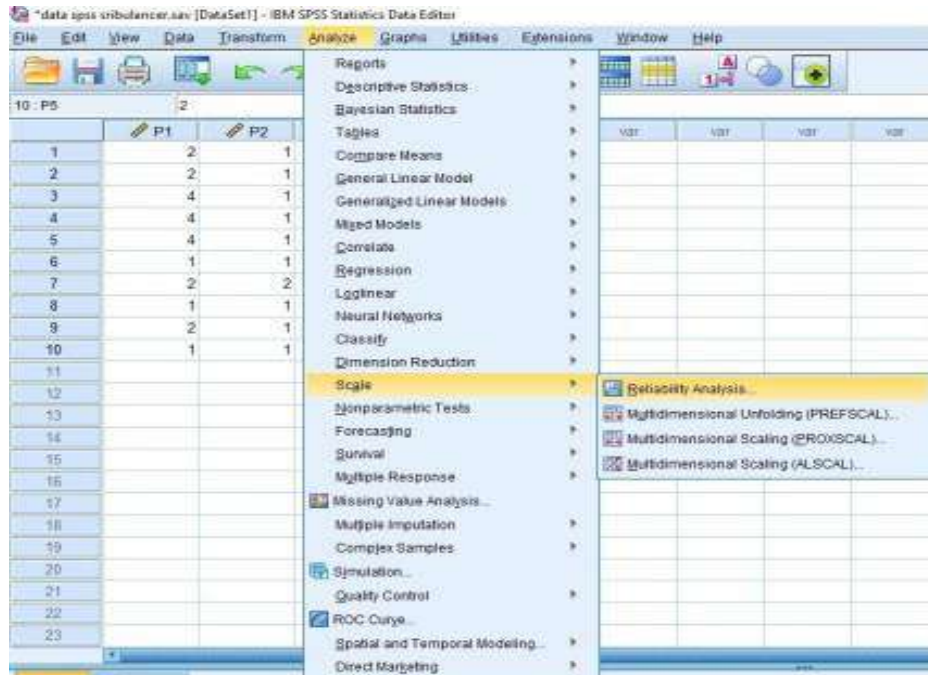 *data spss sribulancer.sav [DataSet1] - IBM SPSS Statistics Data Editor
File Edit View Data Transform Analyze Graphs Utilities Extensions Window Help
10 : P5 2
P1 P2 var var var var
1 2 1
2 2 1
3 4 1
4 4 1
5 4 1
6 1 1
7 2 2
8 1 1
9 2 1
10 1 1
11
12
13
14
15
16
17
18
19
20
21
22
23
Reports
Descriptive Statistics
Bayesian Statistics
Tables
Compare Means
General Linear Model
Generalized Linear Models
Mixed Models
Correlate
Regression
Loglinear
Neural Networks
Classify
Dimension Reduction
Scale
Nonparametric Tests
Forecasting
Survival
Multiple Response
Missing Value Analysis...
Multiple Imputation
Complex Samples
Simulation...
Quality Control
ROC Curve...
Spatial and Temporal Modeling...
Direct Marketing
Reliability Analysis...
Multidimensional Unfolding (PREFSCAL)...
Multidimensional Scaling (PROXSCAL)...
Multidimensional Scaling (ALSCAL)...